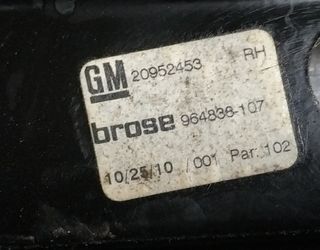 GM 20952453 RH
brose 964838-107
10/25/10 /001 Par: 102